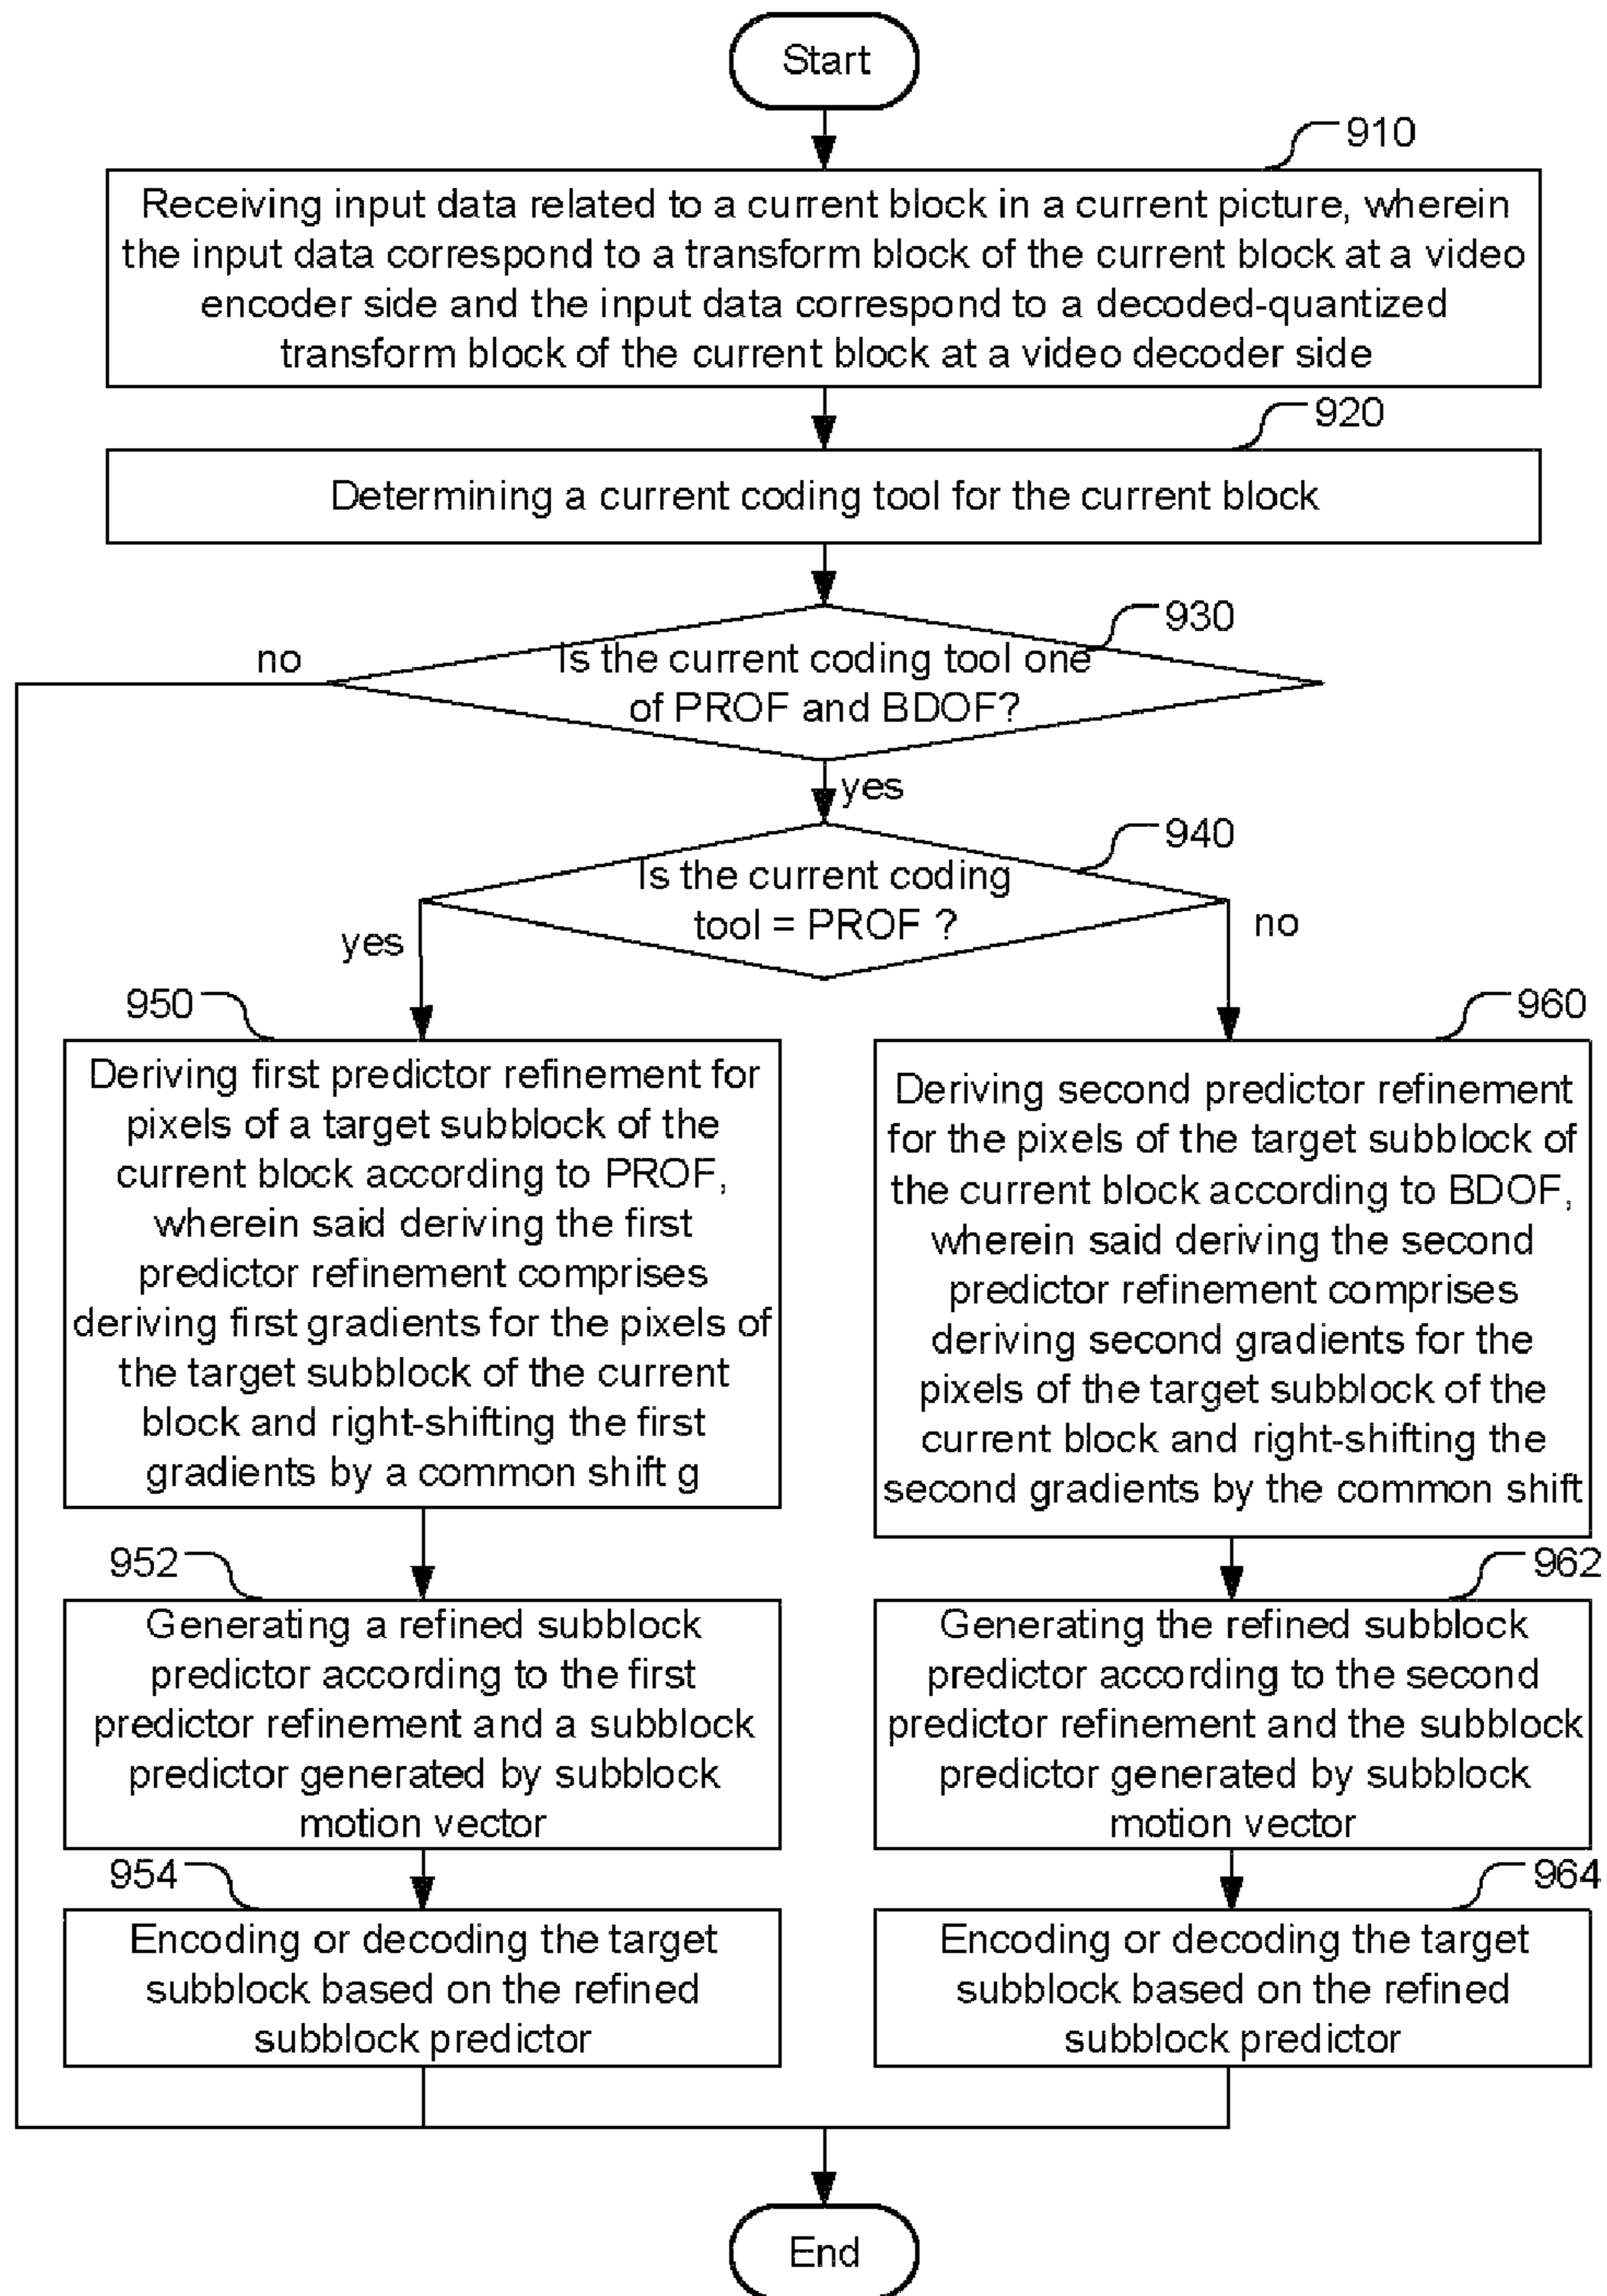 Start
910
Receiving input data related to a current block in a current picture, wherein
the input data correspond to a transform block of the current block at a video
encoder side and the input data correspond to a decoded-quantized
transform block of the current block at a video decoder side
920
Determining a current coding tool for the current block
930
no
Is the current coding tool one
of PROF and BDOF?
yes
940
Is the current coding
tool = PROF ?
yes
no
950
Deriving first predictor refinement for
pixels of a target subblock of the
current block according to PROF,
wherein said deriving the first
predictor refinement comprises
deriving first gradients for the pixels of
the target subblock of the current
block and right-shifting the first
gradients by a common shift g
960
Deriving second predictor refinement
for the pixels of the target subblock of
the current block according to BDOF,
wherein said deriving the second
predictor refinement comprises
deriving second gradients for the
pixels of the target subblock of the
current block and right-shifting the
second gradients by the common shift
952
Generating a refined subblock
predictor according to the first
predictor refinement and a subblock
predictor generated by subblock
motion vector
962
Generating the refined subblock
predictor according to the second
predictor refinement and the subblock
predictor generated by subblock
motion vector
954
Encoding or decoding the target
subblock based on the refined
subblock predictor
964
Encoding or decoding the target
subblock based on the refined
subblock predictor
End